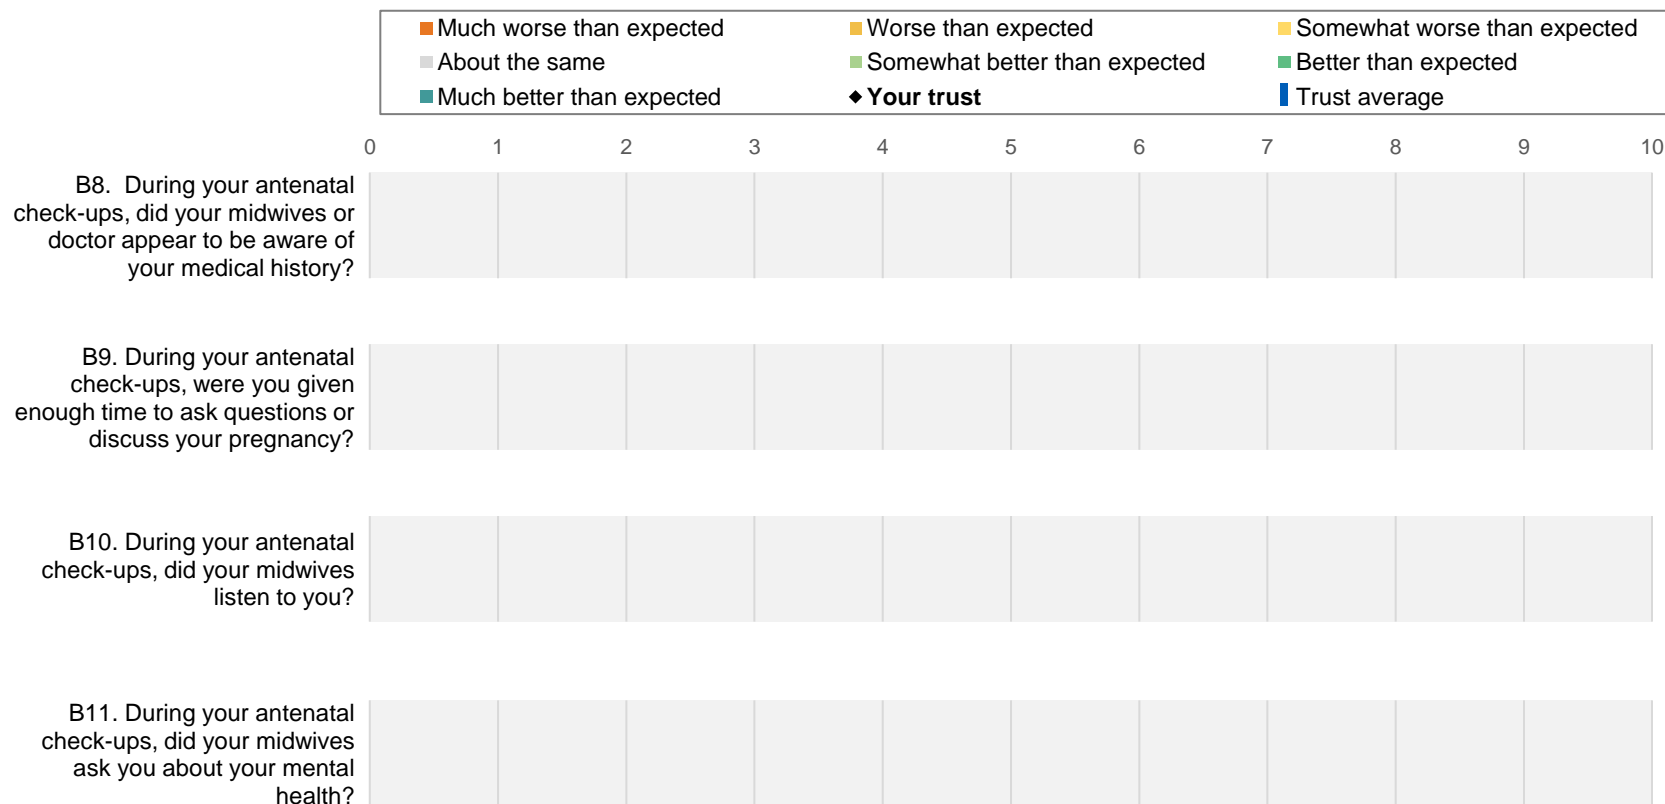 Much worse than expected Worse than expected Somewhat worse than expected
About the same Somewhat better than expected Better than expected
Much better than expected Your trust Trust average
0 1 2 3 4 5 6 7 8 9 10
B8. During your antenatal
check-ups, did your midwives or
doctor appear to be aware of
your medical history?
B9. During your antenatal
check-ups, were you given
enough time to ask questions or
discuss your pregnancy?
B10. During your antenatal
check-ups, did your midwives
listen to you?
B11. During your antenatal
check-ups, did your midwives
ask you about your mental
health?